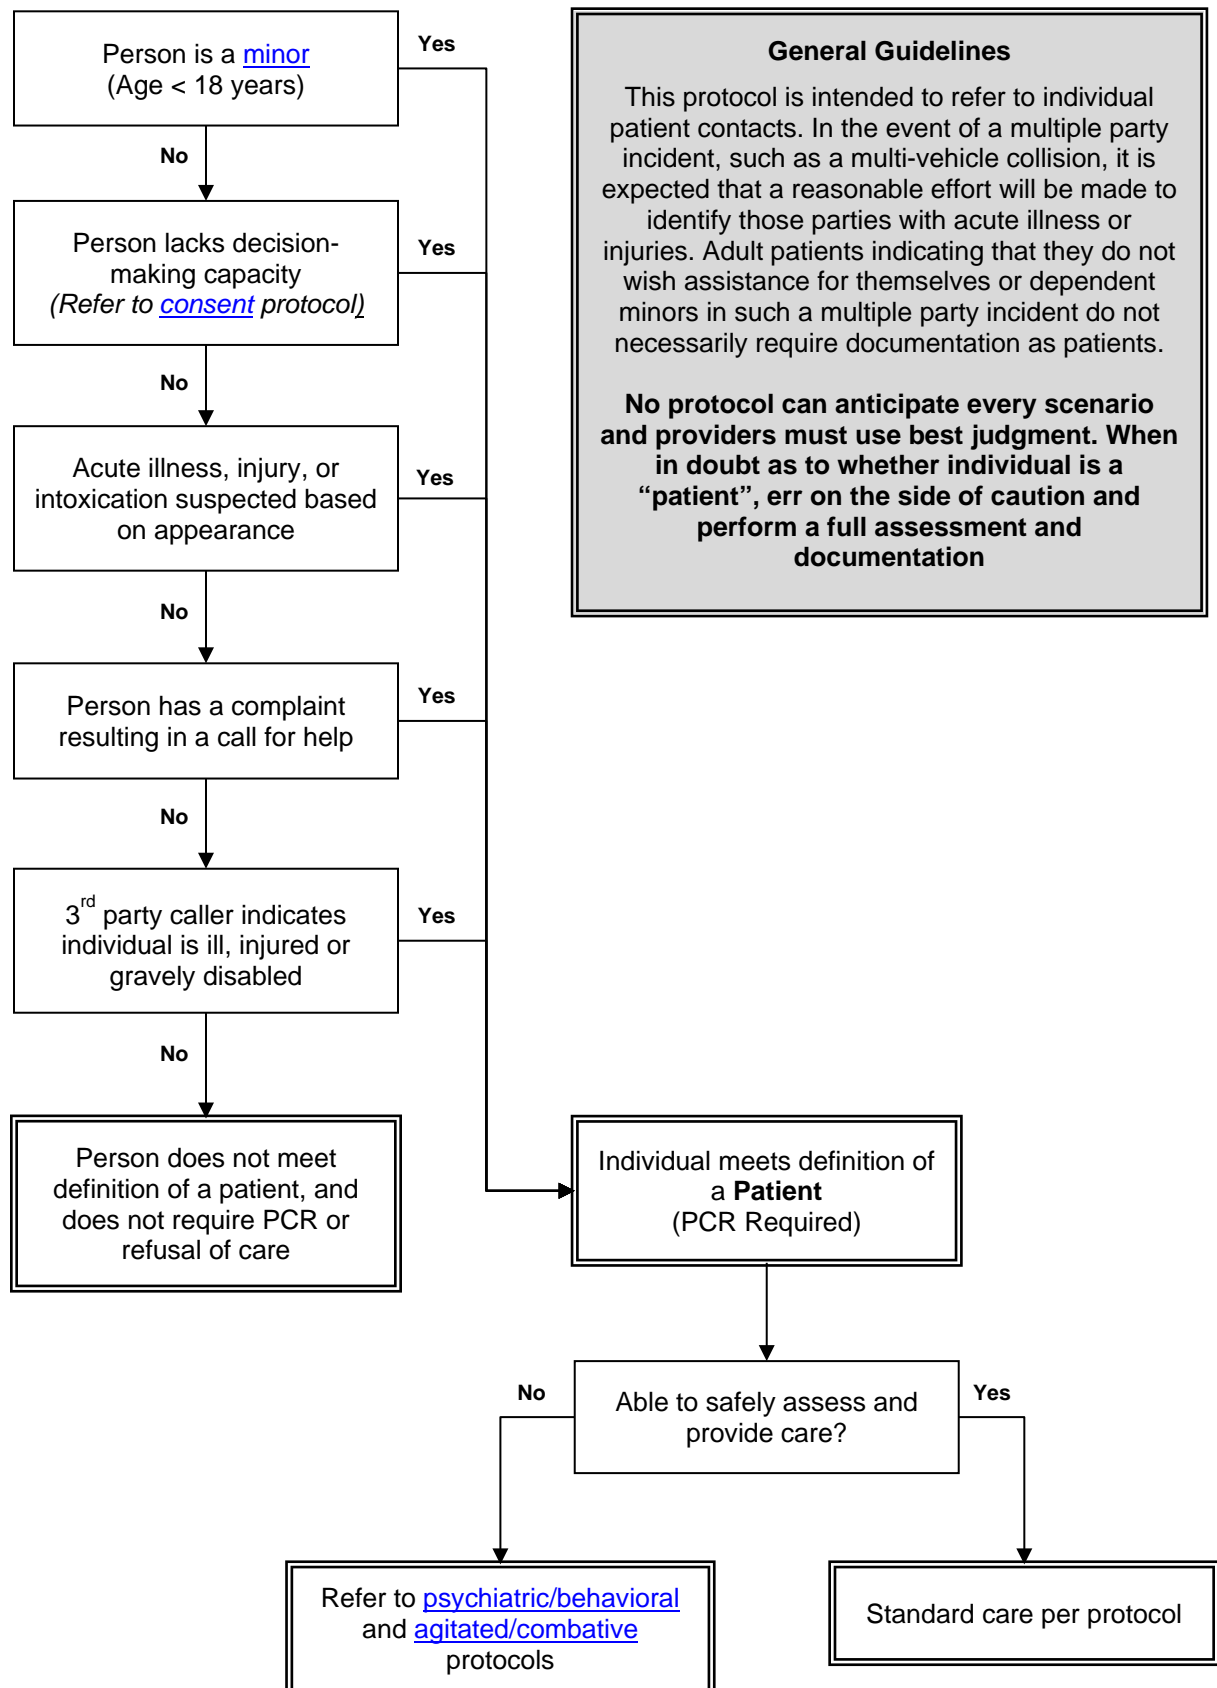 Person is a minor
(Age < 18 years)
Yes
No
Person lacks decision-
making capacity
(Refer to consent protocol)
Yes
No
Acute illness, injury, or
intoxication suspected based
on appearance
Yes
No
Person has a complaint
resulting in a call for help
Yes
No
3rd party caller indicates
individual is ill, injured or
gravely disabled
Yes
No
Person does not meet
definition of a patient, and
does not require PCR or
refusal of care
General Guidelines
This protocol is intended to refer to individual
patient contacts. In the event of a multiple party
incident, such as a multi-vehicle collision, it is
expected that a reasonable effort will be made to
identify those parties with acute illness or
injuries. Adult patients indicating that they do not
wish assistance for themselves or dependent
minors in such a multiple party incident do not
necessarily require documentation as patients.
No protocol can anticipate every scenario
and providers must use best judgment. When
in doubt as to whether individual is a
“patient”, err on the side of caution and
perform a full assessment and
documentation
Individual meets definition of
a Patient
(PCR Required)
Able to safely assess and
provide care?
No
Yes
Refer to psychiatric/behavioral
and agitated/combative
protocols
Standard care per protocol